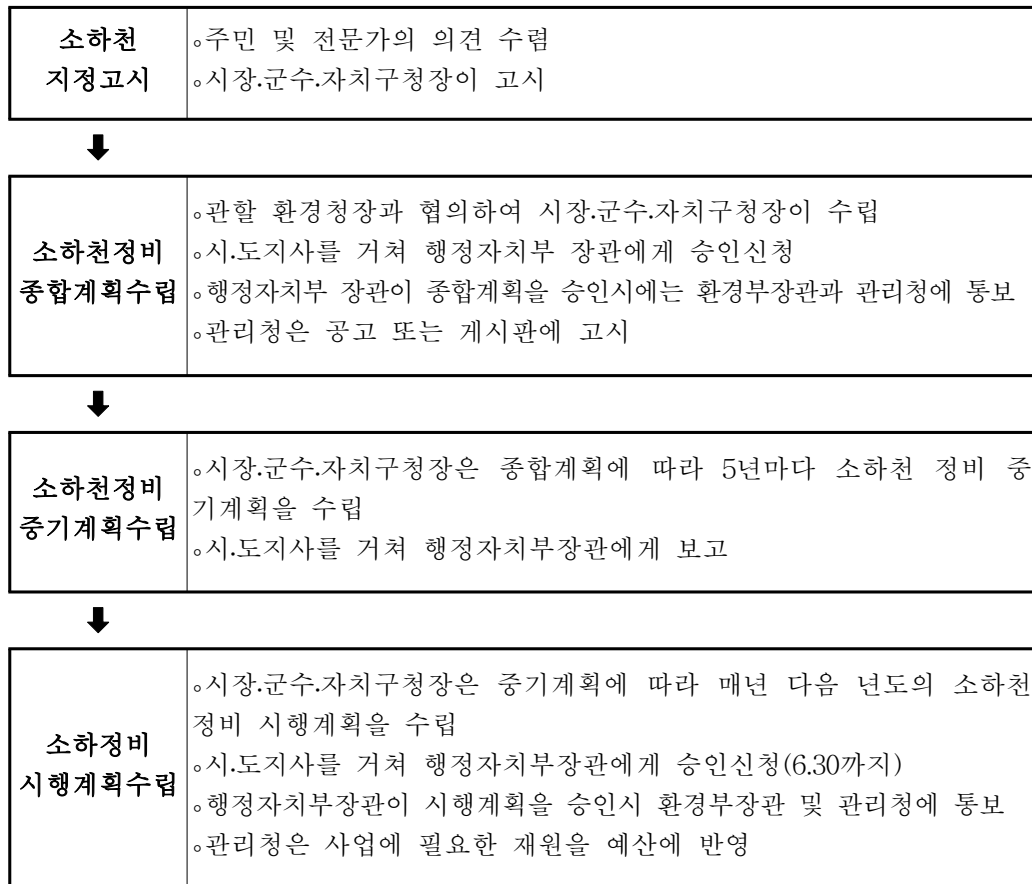 소하천
지정고시
◦주민 및 전문가의 의견 수렴
◦시장.군수.자치구청장이 고시
⬇
소하천정비
종합계획수립
◦관할 환경청장과 협의하여 시장.군수.자치구청장이 수립
◦시.도지사를 거쳐 행정자치부 장관에게 승인신청
◦행정자치부 장관이 종합계획을 승인시에는 환경부장관과 관리청에 통보
◦관리청은 공고 또는 게시판에 고시
⬇
소하천정비
중기계획수립
◦시장.군수.자치구청장은 종합계획에 따라 5년마다 소하천 정비 중
기계획을 수립
◦시.도지사를 거쳐 행정자치부장관에게 보고
⬇
소하정비
시행계획수립
◦시장.군수.자치구청장은 중기계획에 따라 매년 다음 년도의 소하천
정비 시행계획을 수립
◦시.도지사를 거쳐 행정자치부장관에게 승인신청(6.30까지)
◦행정자치부장관이 시행계획을 승인시 환경부장관 및 관리청에 통보
◦관리청은 사업에 필요한 재원을 예산에 반영